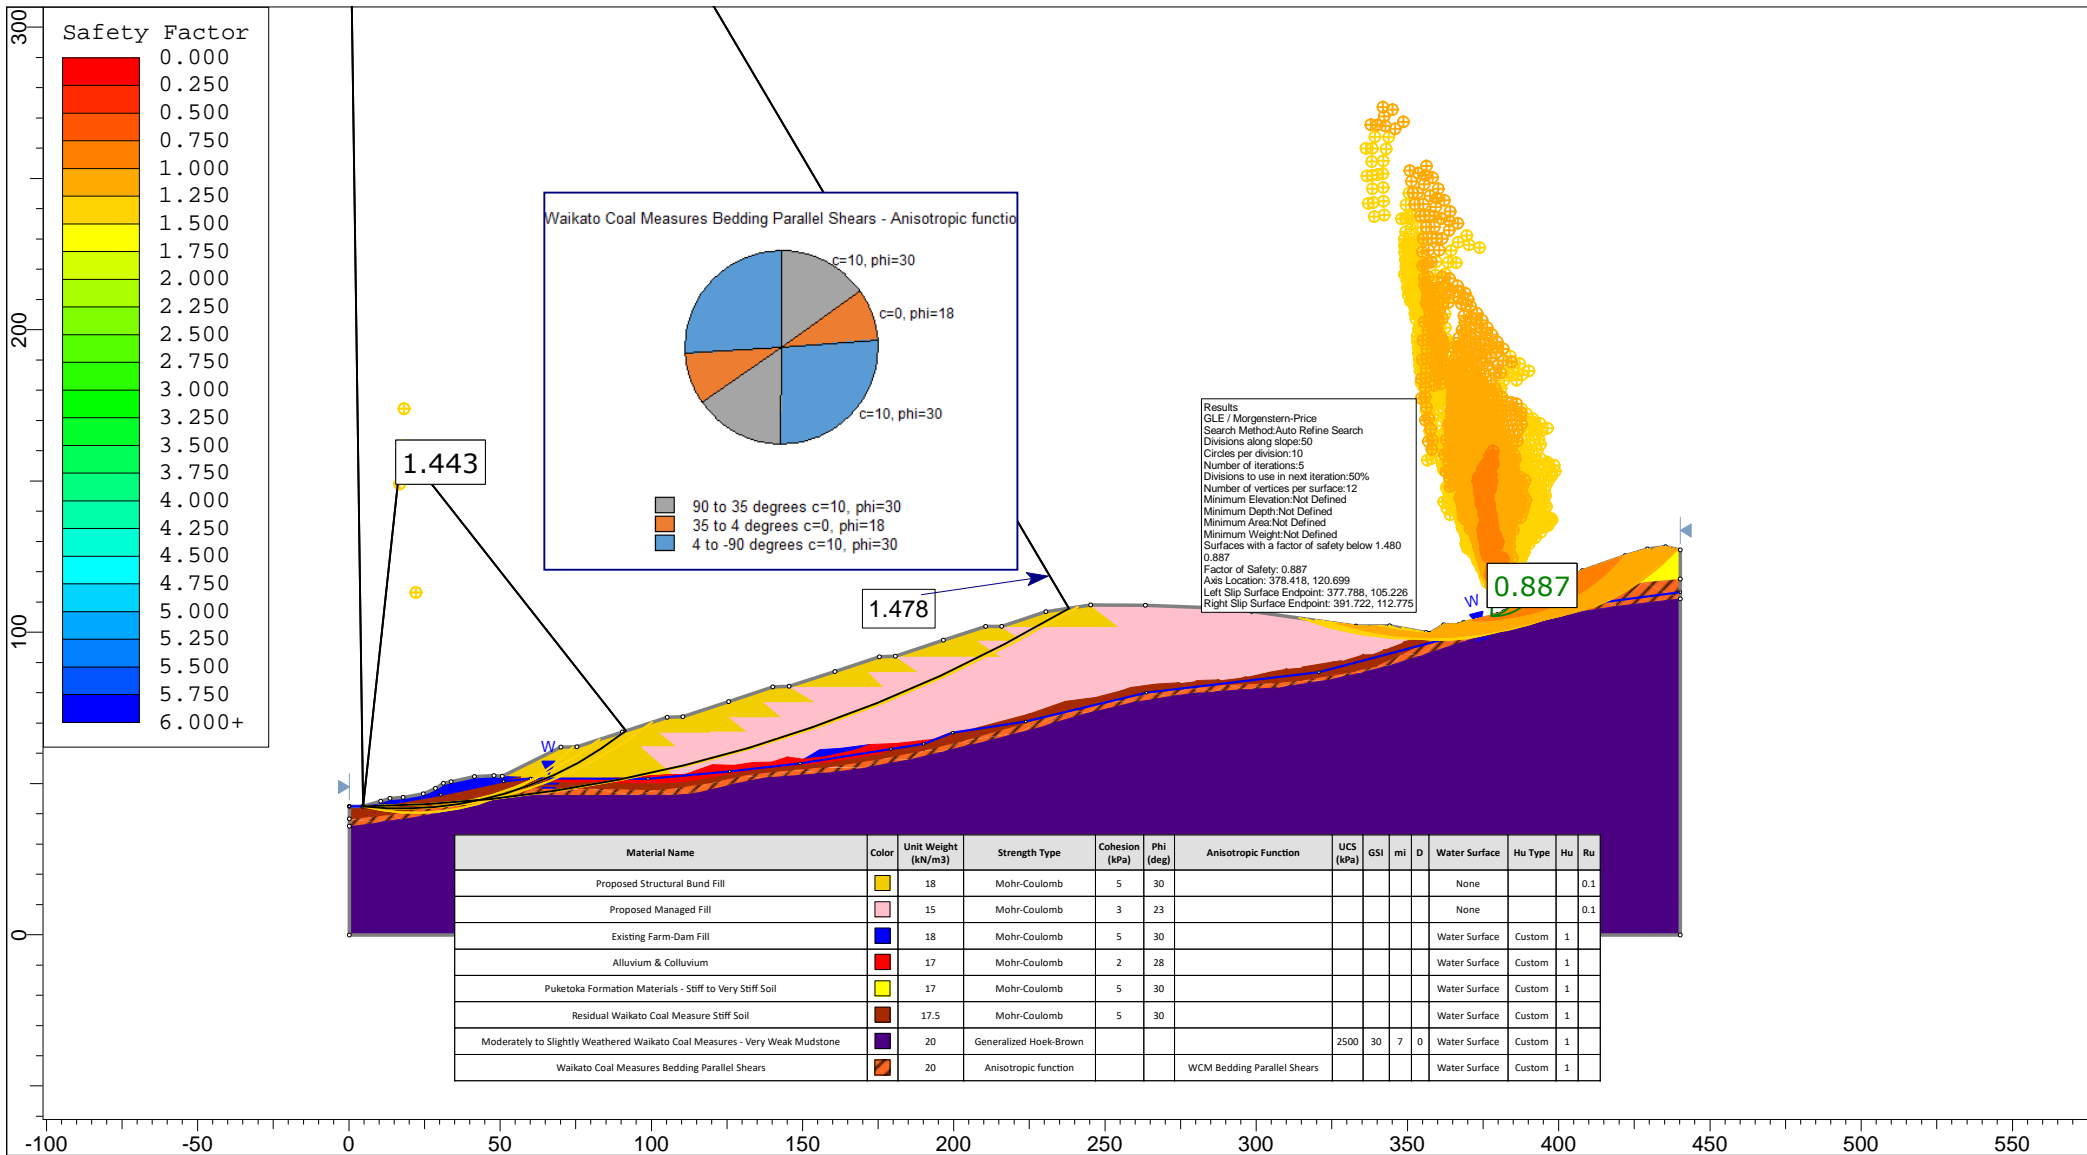 Safety Factor
0.000
0.250
0.500
0.750
1.000
1.250
1.500
1.750
2.000
2.250
2.500
2.750
3.000
3.250
3.500
3.750
4.000
4.250
4.500
4.750
5.000
5.250
5.500
5.750
6.000+
300
200
100
0
Waikato Coal Measures Bedding Parallel Shears - Anisotropic functio
c=10, phi=30
c=0, phi=18
c=10, phi=30
90 to 35 degrees c=10, phi=30
35 to 4 degrees c=0, phi=18
4 to -90 degrees c=10, phi=30
1.443
1.478
Results
GLE / Morgenstern-Price
Search Method:Auto Refine Search
Divisions along slope:50
Circles per division:10
Number of iterations:5
Divisions to use in next iteration:50%
Number of vertices per surface:12
Minimum Elevation:Not Defined
Minimum Depth:Not Defined
Minimum Area:Not Defined
Minimum Weight:Not Defined
Surfaces with a factor of safety below 1.480
0.887
Factor of Safety: 0.887
Axis Location: 378.418, 120.699
Left Slip Surface Endpoint: 377.788, 105.226
Right Slip Surface Endpoint: 391.722, 112.775
0.887
W
W
Material Name Color Unit Weight (kN/m3) Strength Type Cohesion (kPa) Phi (deg) Anisotropic Function UCS (kPa) GSI mi D Water Surface Hu Type Hu Ru
Proposed Structural Bund Fill 18 Mohr-Coulomb 5 30 None 0.1
Proposed Managed Fill 15 Mohr-Coulomb 3 23 None 0.1
Existing Farm-Dam Fill 18 Mohr-Coulomb 5 30 Water Surface Custom 1
Alluvium & Colluvium 17 Mohr-Coulomb 2 28 Water Surface Custom 1
Puketoka Formation Materials - Stiff to Very Stiff Soil 17 Mohr-Coulomb 5 30 Water Surface Custom 1
Residual Waikato Coal Measure Stiff Soil 17.5 Mohr-Coulomb 5 30 Water Surface Custom 1
Moderately to Slightly Weathered Waikato Coal Measures - Very Weak Mudstone 20 Generalized Hoek-Brown 2500 30 7 0 Water Surface Custom 1
Waikato Coal Measures Bedding Parallel Shears 20 Anisotropic function WCM Bedding Parallel Shears Water Surface Custom 1
-100 -50 0 50 100 150 200 250 300 350 400 450 500 550